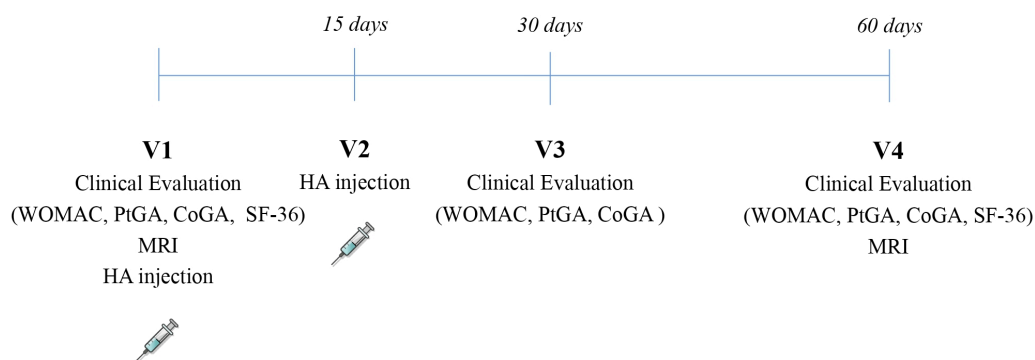 15 days
30 days
60 days
V1
Clinical Evaluation
(WOMAC, PtGA, CoGA, SF-36)
MRI
HA injection
V2
HA injection
V3
Clinical Evaluation
(WOMAC, PtGA, CoGA )
V4
Clinical Evaluation
(WOMAC, PtGA, CoGA, SF-36)
MRI